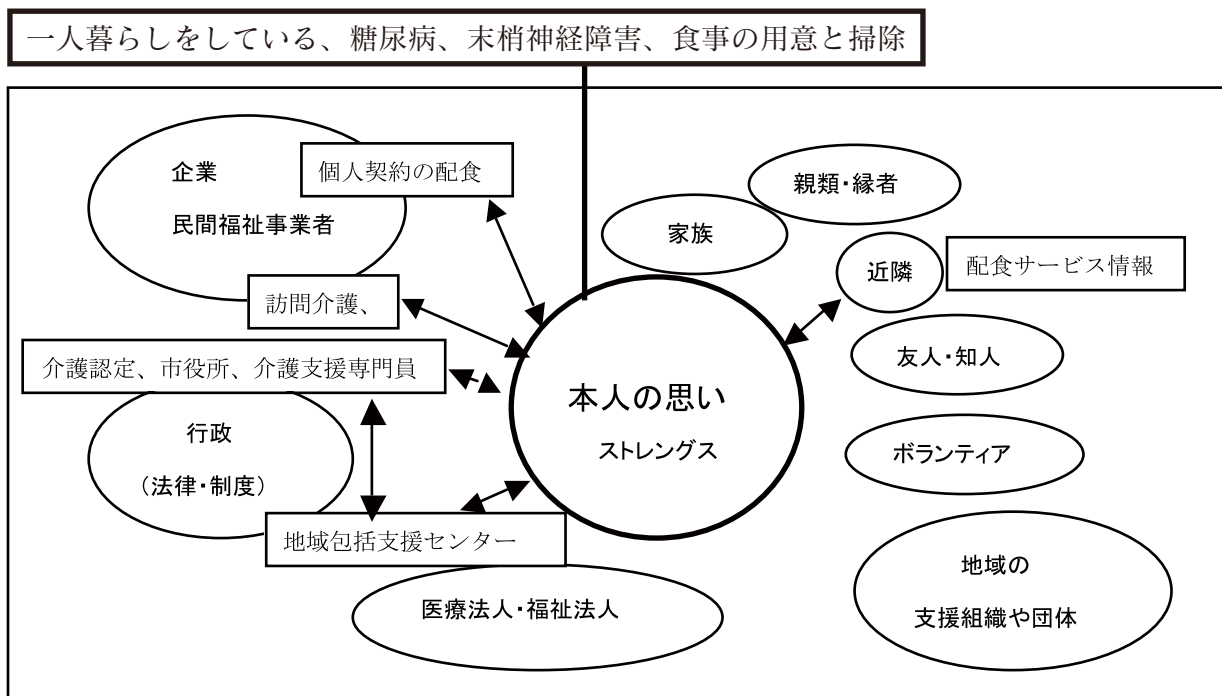 一人暮らしをしている、糖尿病、末梢神経障害、食事の用意と掃除
企業
民間福祉事業者
個人契約の配食
訪問介護、
親類・縁者
家族
近隣
配食サービス情報
友人・知人
介護認定、市役所、介護支援専門員
本人の思い
ストレングス
行政
（法律・制度）
ボランティア
地域包括支援センター
医療法人・福祉法人
地域の
支援組織や団体